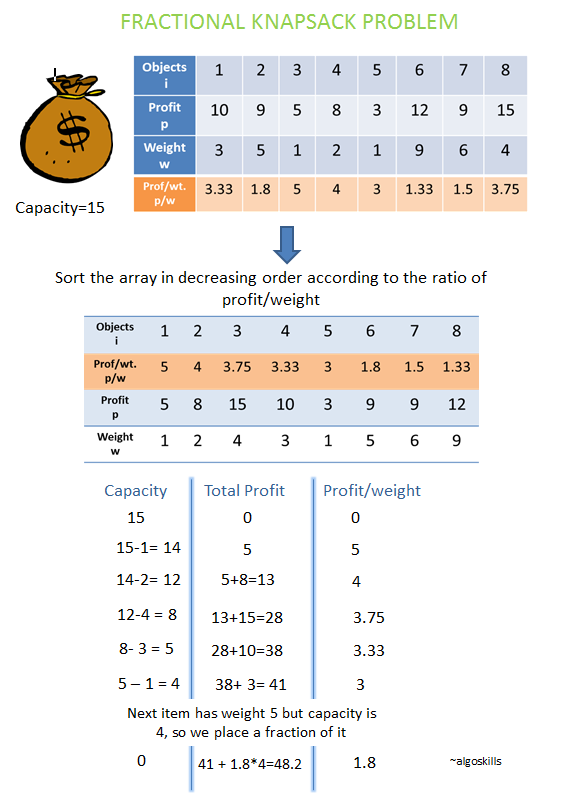 FRACTIONAL KNAPSACK PROBLEM
Objects i 1 2 3 4 5 6 7 8
Profit p 10 9 5 8 3 12 9 15
Weight w 3 5 1 2 1 9 6 4
Prof/wt. p/w 3.33 1.8 5 4 3 1.33 1.5 3.75
$
Capacity=15
Sort the array in decreasing order according to the ratio of
profit/weight
Objects i 1 2 3 4 5 6 7 8
Prof/wt. p/w 5 4 3.75 3.33 3 1.8 1.5 1.33
Profit p 5 8 15 10 3 9 9 12
Weight w 1 2 4 3 1 5 6 9
Capacity Total Profit Profit/weight
15 0 0
15-1= 14 5 5
14-2= 12 5+8=13 4
12-4 = 8 13+15=28 3.75
8- 3 = 5 28+10=38 3.33
5 – 1 = 4 38+ 3= 41 3
Next item has weight 5 but capacity is
4, so we place a fraction of it
0 41 + 1.8*4=48.2 1.8
~algoskills